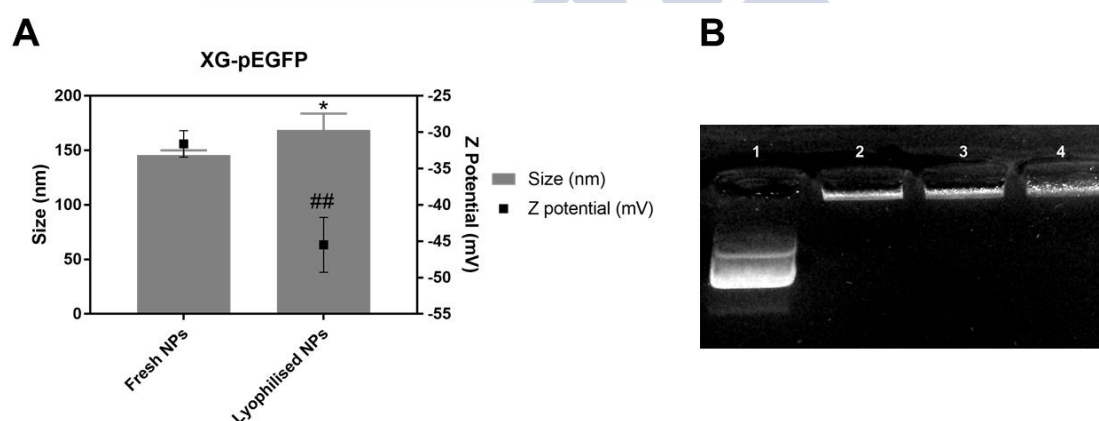 A
XG-pEGFP
Size (nm)
200
150
100
50
0
*
##
-25
-30
-35
-40
-45
-50
-55
Z Potential (mV)
Fresh NPs
Lyophilised NPs
Size (nm)
Z potential (mV)
B
1 2 3 4